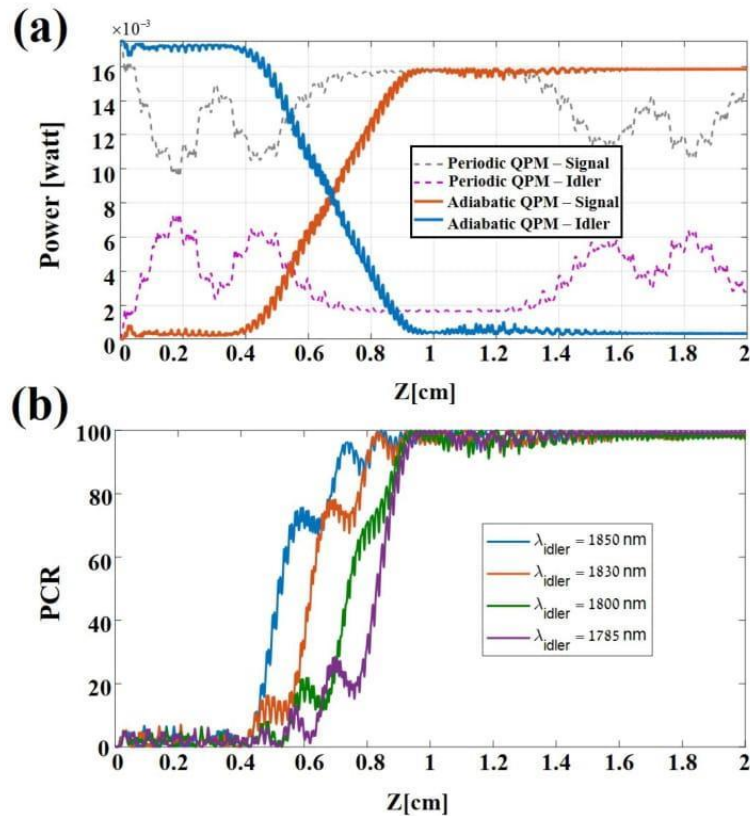 (a)
×10⁻³
16
14
12
10
8
6
4
2
0
Power [watt]
Periodic QPM – Signal
Periodic QPM – Idler
Adiabatic QPM – Signal
Adiabatic QPM – Idler
0 0.2 0.4 0.6 0.8 1 1.2 1.4 1.6 1.8 2
Z[cm]
(b)
100
80
60
40
20
0
PCR
λidler = 1850 nm
λidler = 1830 nm
λidler = 1800 nm
λidler = 1785 nm
0 0.2 0.4 0.6 0.8 1 1.2 1.4 1.6 1.8 2
Z[cm]